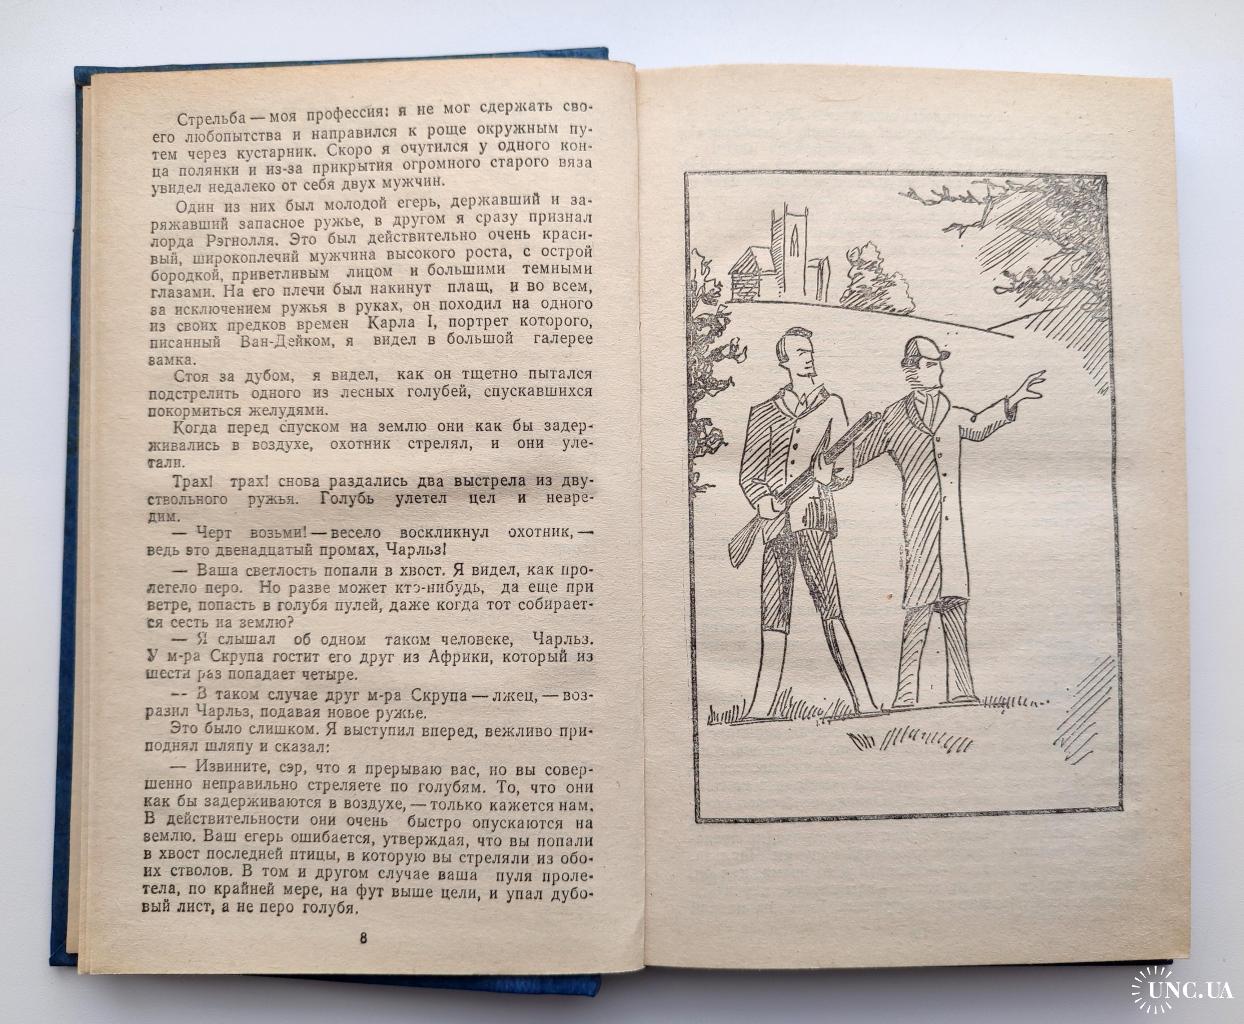 Стрельба — моя профессия: я не мог сдержать сво-
его любопытства и направился к роще окружным пу-
тем через кустарник. Скоро я очутился у одного кон-
ца полянки и из-за прикрытия огромного старого вяза
увидел недалеко от себя двух мужчин.
Один из них был молодой егерь, державший и за-
ряжавший запасное ружье, в другом я сразу признал
лорда Рэгнолля. Это был действительно очень краси-
вый, широкоплечий мужчина высокого роста, с острой
бородкой, приветливым лицом и большими темными
глазами. На его плечи был накинут плащ, и во всем,
за исключением ружья в руках, он походил на одного
из своих предков времен Карла I, портрет которого,
писанный Ван-Дейком, я видел в большой галерее
замка.
Стоя за дубом, я видел, как он тщетно пытался
подстрелить одного из лесных голубей, спускавшихся
покормиться желудями.
Когда перед спуском на землю они как бы задер-
живались в воздухе, охотник стрелял, и они уле-
тали.
Трах! трах! снова раздались два выстрела из дву-
ствольного ружья. Голубь улетел цел и невре-
дим.
— Черт возьми! — весело воскликнул охотник, —
ведь это двенадцатый промах, Чарльз!
— Ваша светлость попали в хвост. Я видел, как про-
летело перо. Но разве может кто-нибудь, да еще при
ветре, попасть в голубя пулей, даже когда тот собирает-
ся сесть на землю?
— Я слышал об одном таком человеке, Чарльз.
У м-ра Скрупа гостит его друг из Африки, который из
шести раз попадает четыре.
— В таком случае друг м-ра Скрупа — лжец, — воз-
разил Чарльз, подавая новое ружье.
Это было слишком. Я выступил вперед, вежливо при-
поднял шляпу и сказал:
— Извините, сэр, что я прерываю вас, но вы совер-
шенно неправильно стреляете по голубям. То, что они
как бы задерживаются в воздухе, — только кажется нам.
В действительности они очень быстро опускаются на
землю. Ваш егерь ошибается, утверждая, что вы попали
в хвост последней птицы, в которую вы стреляли из обо-
их стволов. В том и другом случае ваша пуля проле-
тела, по крайней мере, на фут выше цели, и упал дубо-
вый лист, а не перо голубя.
8
UNC.UA